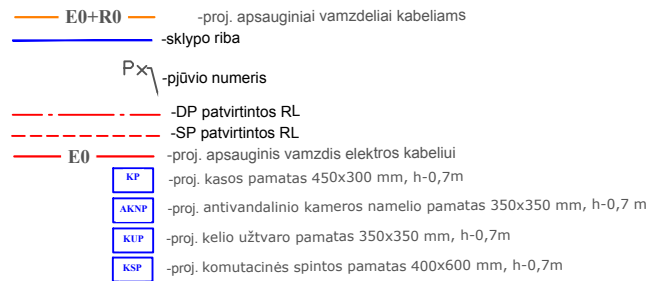 E0+R0 -proj. apsauginiai vamzdeliai kabeliams
-sklypo riba
Px -pjūvio numeris
-DP patvirtintos RL
-SP patvirtintos RL
E0 -proj. apsauginis vamzdis elektros kabeliui
KP -proj. kasos pamatas 450x300 mm, h-0,7m
AKNP -proj. antivandalinio kameros namelio pamatas 350x350 mm, h-0,7 m
KUP -proj. kelio užtvaro pamatas 350x350 mm, h-0,7m
KSP -proj. komutacinės spintos pamatas 400x600 mm, h-0,7m